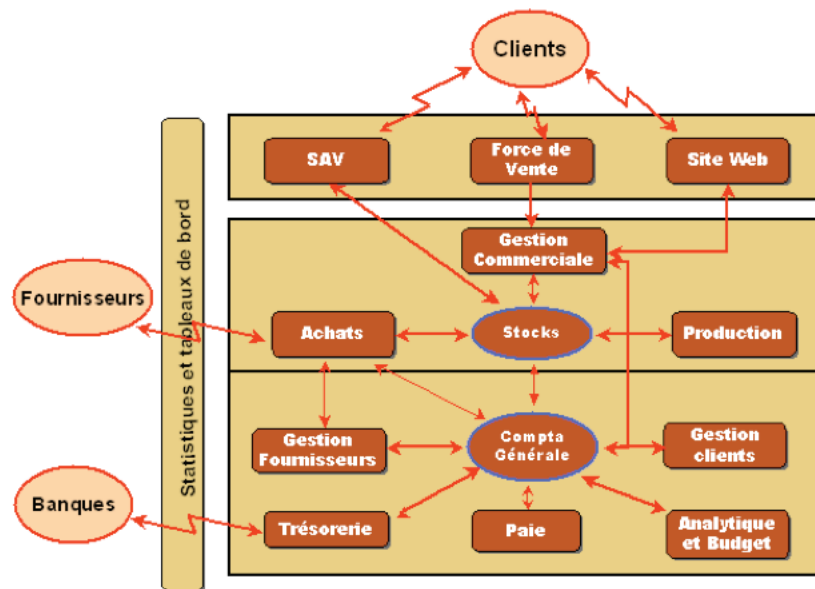 Clients
SAV
Force de
Vente
Site Web
Gestion
Commerciale
Fournisseurs
Achats
Stocks
Production
Statistiques et tableaux de bord
Gestion
Fournisseurs
Compta
Générale
Gestion
clients
Banques
Trésorerie
Paie
Analytique
et Budget